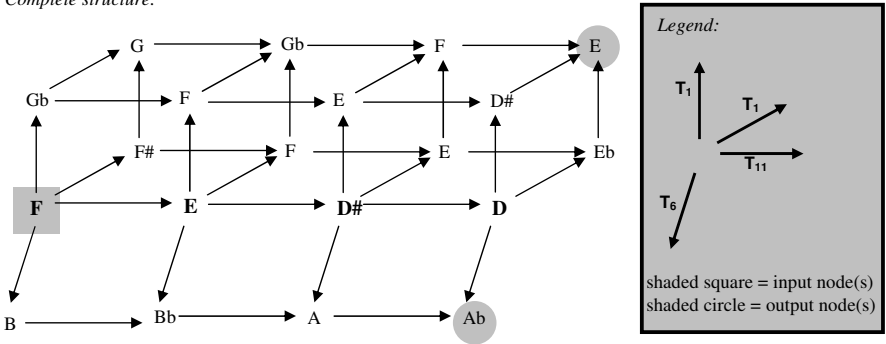 Complete structure:
G Gb F E
Gb F E D#
F# F E Eb
F E D# D
B Bb A Ab
Legend:
T1
T1
T11
T6
shaded square = input node(s)
shaded circle = output node(s)